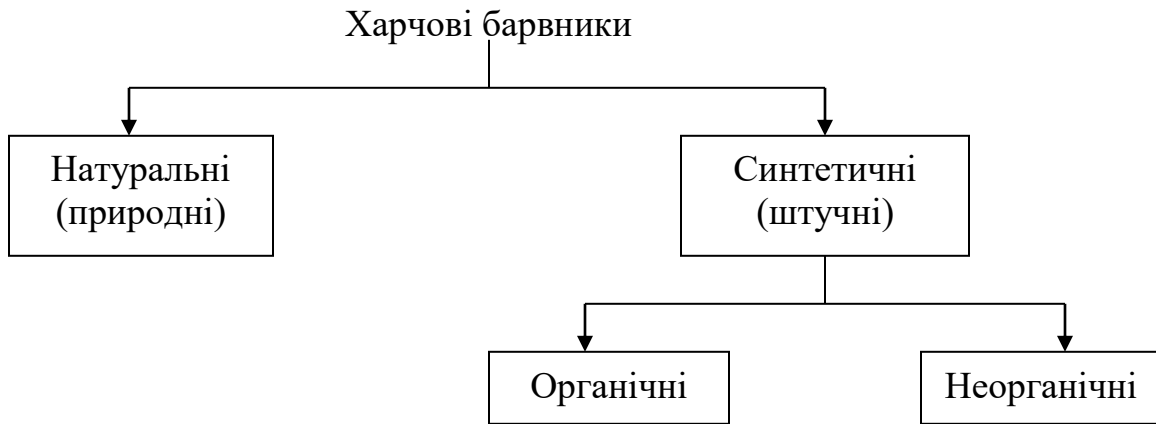 Харчові барвники
Натуральні
(природні)
Синтетичні
(штучні)
Органічні
Неорганічні